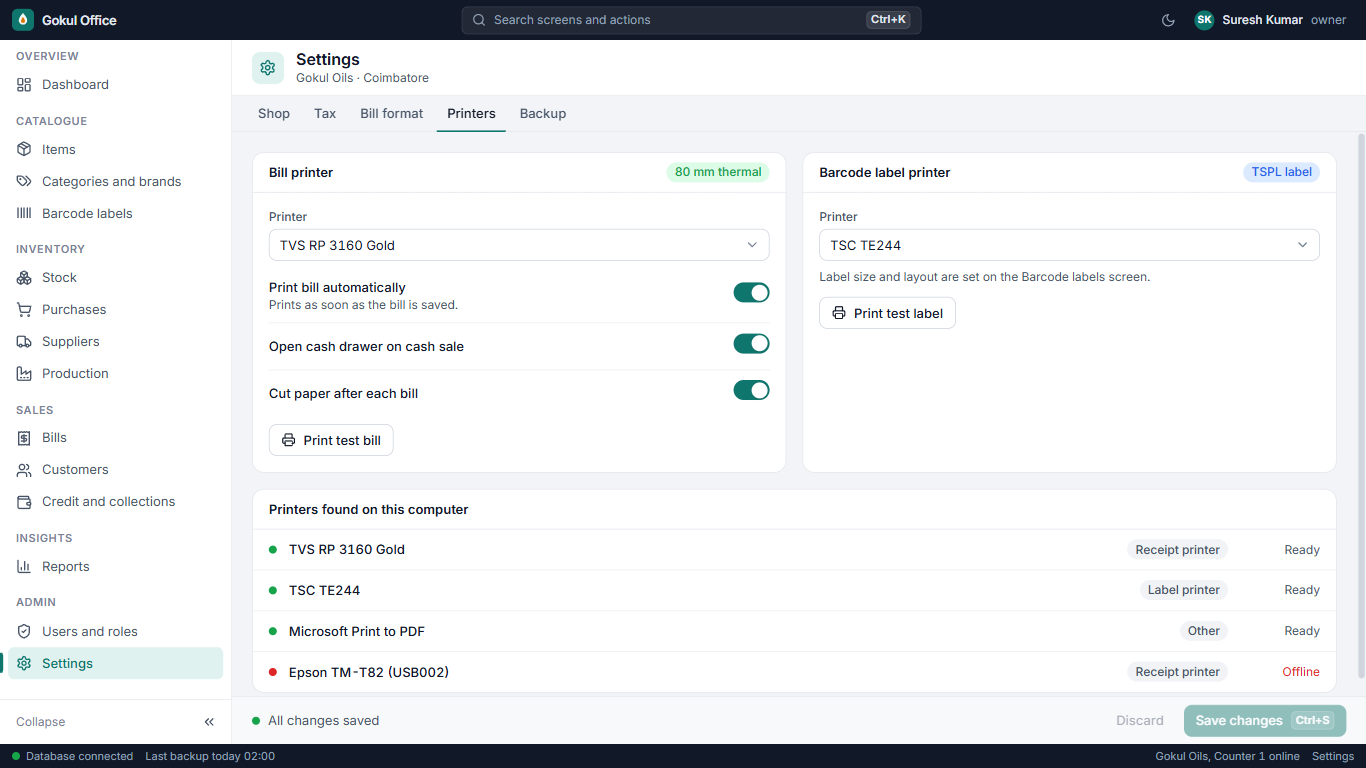 Gokul Office
Search screens and actions
Ctrl+K
SK
Suresh Kumar owner
OVERVIEW
Dashboard
CATALOGUE
Items
Categories and brands
Barcode labels
INVENTORY
Stock
Purchases
Suppliers
Production
SALES
Bills
Customers
Credit and collections
INSIGHTS
Reports
ADMIN
Users and roles
Settings
Collapse
Settings
Gokul Oils · Coimbatore
Shop
Tax
Bill format
Printers
Backup
Bill printer
80 mm thermal
Printer
TVS RP 3160 Gold
Print bill automatically
Prints as soon as the bill is saved.
Open cash drawer on cash sale
Cut paper after each bill
Print test bill
Barcode label printer
TSPL label
Printer
TSC TE244
Label size and layout are set on the Barcode labels screen.
Print test label
Printers found on this computer
TVS RP 3160 Gold
Receipt printer
Ready
TSC TE244
Label printer
Ready
Microsoft Print to PDF
Other
Ready
Epson TM-T82 (USB002)
Receipt printer
Offline
All changes saved
Discard
Save changes Ctrl+S
Database connected
Last backup today 02:00
Gokul Oils, Counter 1 online
Settings